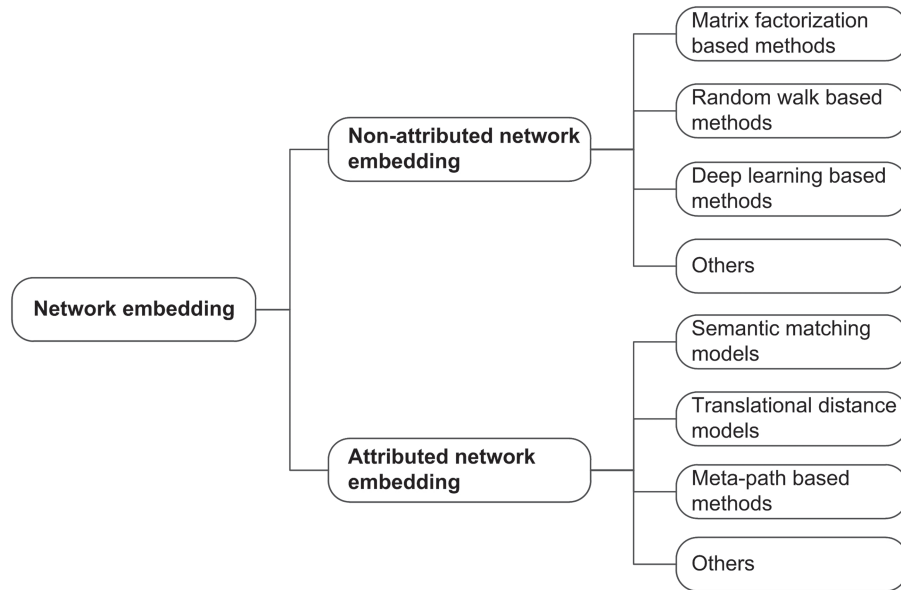 Network embedding
Non-attributed network
embedding
Matrix factorization
based methods
Random walk based
methods
Deep learning based
methods
Others
Attributed network
embedding
Semantic matching
models
Translational distance
models
Meta-path based
methods
Others